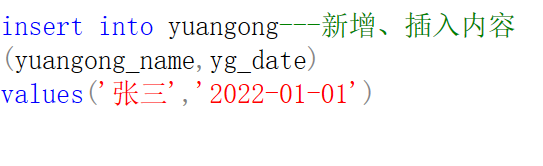 insert into yuangong---新增、插入内容
(yuangong_name,yg_date)
values('张三','2022-01-01')